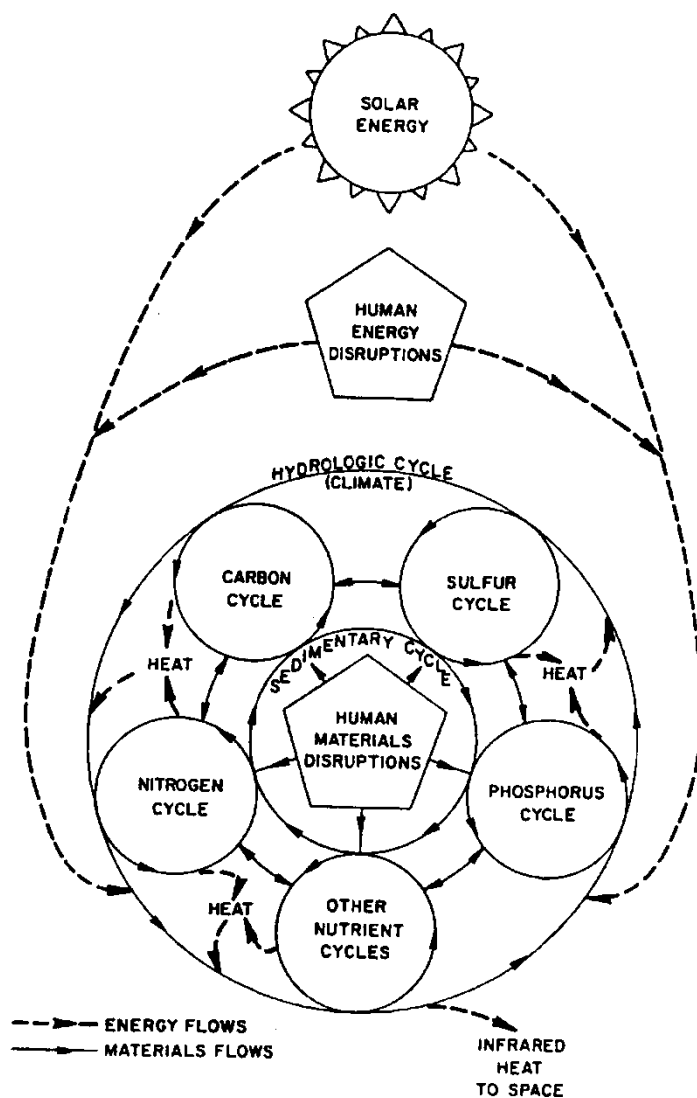 SOLAR
ENERGY
HUMAN
ENERGY
DISRUPTIONS
HYDROLOGIC CYCLE
(CLIMATE)
CARBON
CYCLE
SULFUR
CYCLE
SEDIMENTARY CYCLE
HEAT
HEAT
HUMAN
MATERIALS
DISRUPTIONS
NITROGEN
CYCLE
PHOSPHORUS
CYCLE
HEAT
OTHER
NUTRIENT
CYCLES
ENERGY FLOWS
MATERIALS FLOWS
INFRARED
HEAT
TO SPACE